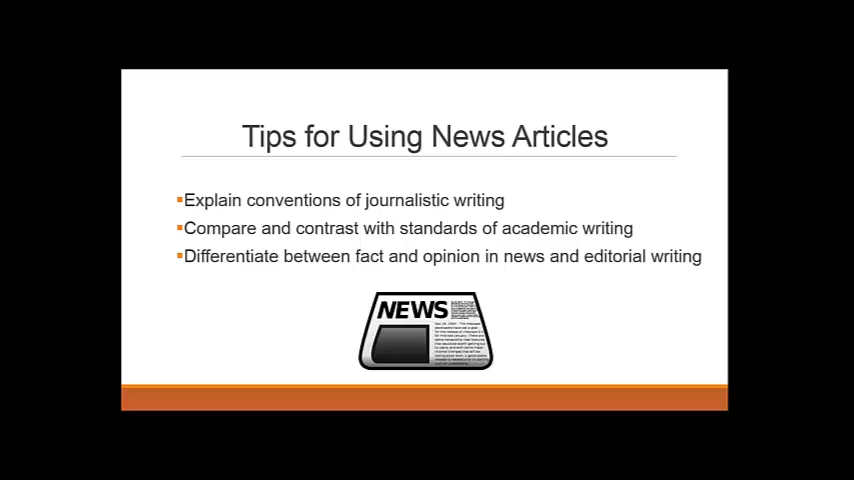 Tips for Using News Articles
Explain conventions of journalistic writing
Compare and contrast with standards of academic writing
Differentiate between fact and opinion in news and editorial writing
NEWS